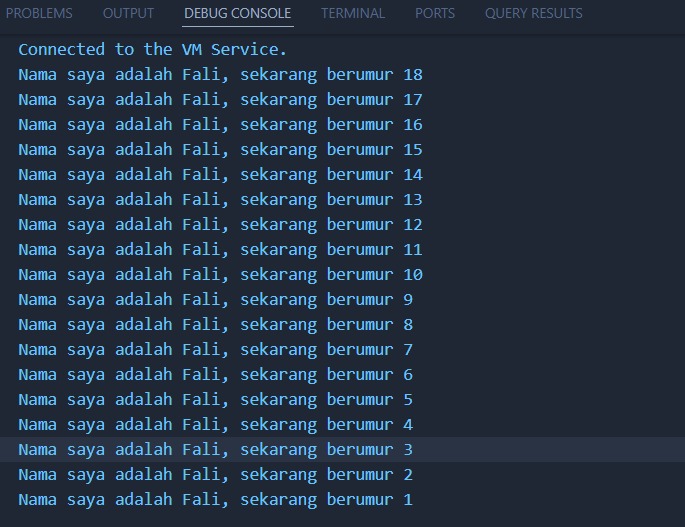 PROBLEMS OUTPUT DEBUG CONSOLE TERMINAL PORTS QUERY RESULTS
Connected to the VM Service.
Nama saya adalah Fali, sekarang berumur 18
Nama saya adalah Fali, sekarang berumur 17
Nama saya adalah Fali, sekarang berumur 16
Nama saya adalah Fali, sekarang berumur 15
Nama saya adalah Fali, sekarang berumur 14
Nama saya adalah Fali, sekarang berumur 13
Nama saya adalah Fali, sekarang berumur 12
Nama saya adalah Fali, sekarang berumur 11
Nama saya adalah Fali, sekarang berumur 10
Nama saya adalah Fali, sekarang berumur 9
Nama saya adalah Fali, sekarang berumur 8
Nama saya adalah Fali, sekarang berumur 7
Nama saya adalah Fali, sekarang berumur 6
Nama saya adalah Fali, sekarang berumur 5
Nama saya adalah Fali, sekarang berumur 4
Nama saya adalah Fali, sekarang berumur 3
Nama saya adalah Fali, sekarang berumur 2
Nama saya adalah Fali, sekarang berumur 1